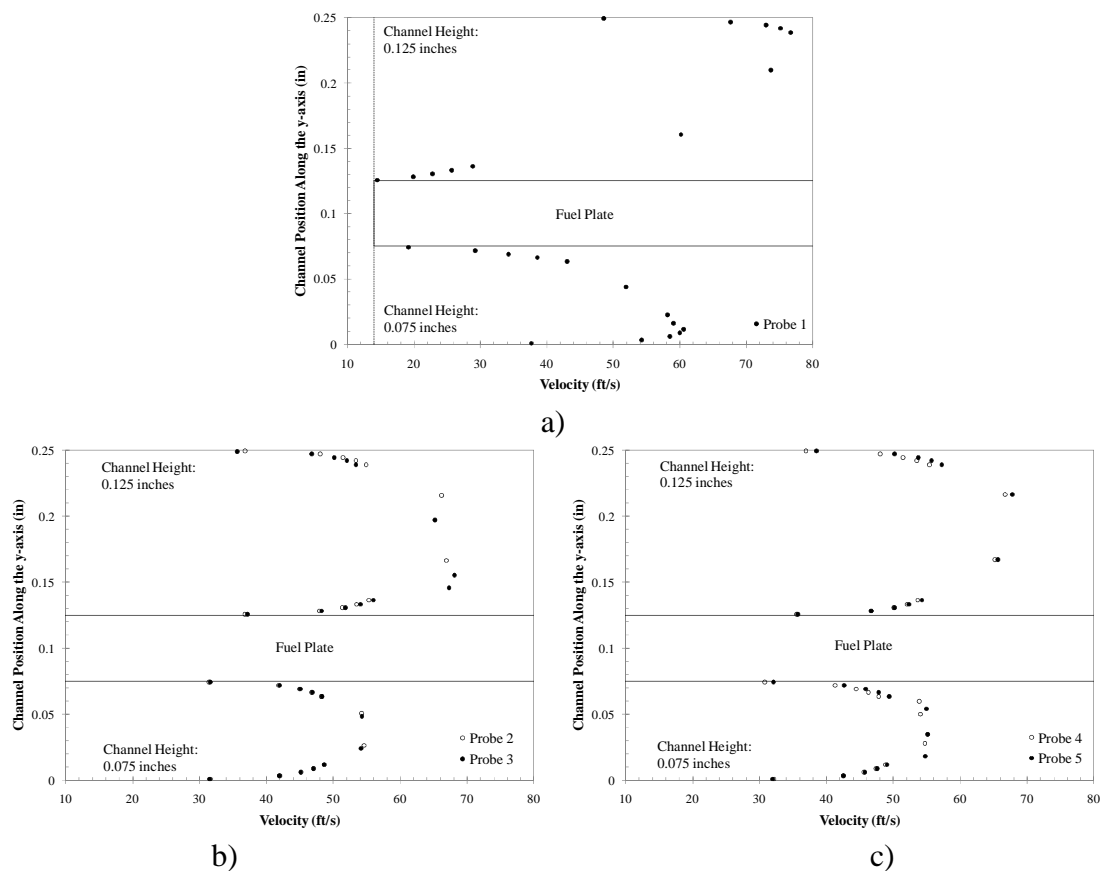 0.25
0.2
0.15
0.1
0.05
0
Channel Position Along the y-axis (in)
Channel Height:
0.125 inches
Fuel Plate
Channel Height:
0.075 inches
Probe 1
10 20 30 40 50 60 70 80
Velocity (ft/s)
a)
0.25
0.2
0.15
0.1
0.05
0
Channel Position Along the y-axis (in)
Channel Height:
0.125 inches
Fuel Plate
Channel Height:
0.075 inches
Probe 2
Probe 3
10 20 30 40 50 60 70 80
Velocity (ft/s)
b)
0.25
0.2
0.15
0.1
0.05
0
Channel Position Along the y-axis (in)
Channel Height:
0.125 inches
Fuel Plate
Channel Height:
0.075 inches
Probe 4
Probe 5
10 20 30 40 50 60 70 80
Velocity (ft/s)
c)